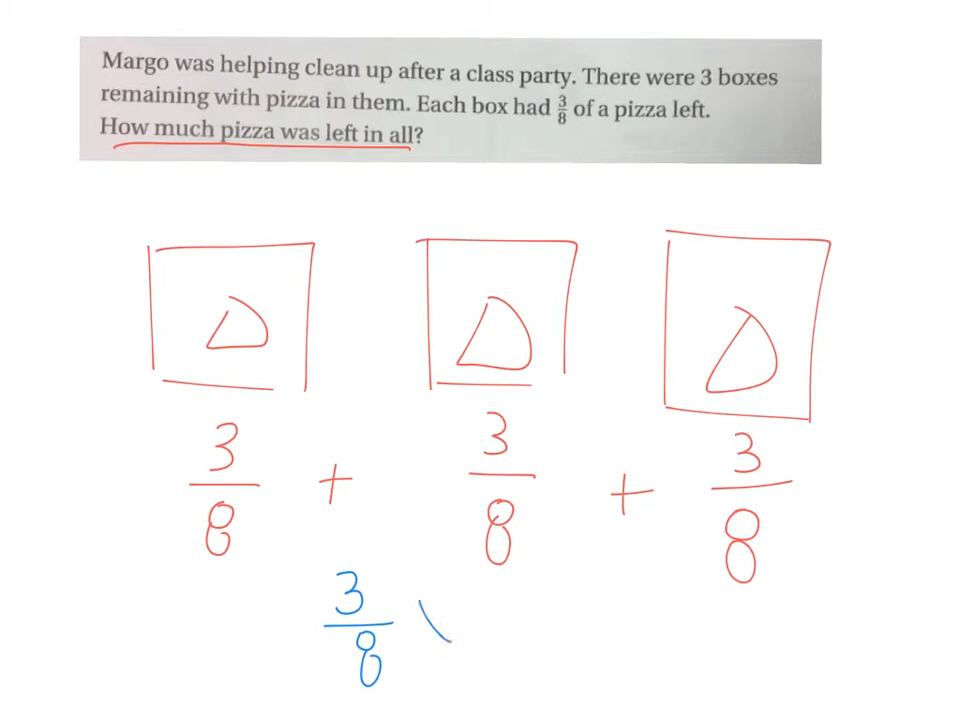 Margo was helping clean up after a class party. There were 3 boxes
remaining with pizza in them. Each box had 3/8 of a pizza left.
How much pizza was left in all?
3/8 + 3/8 + 3/8
3/8 \